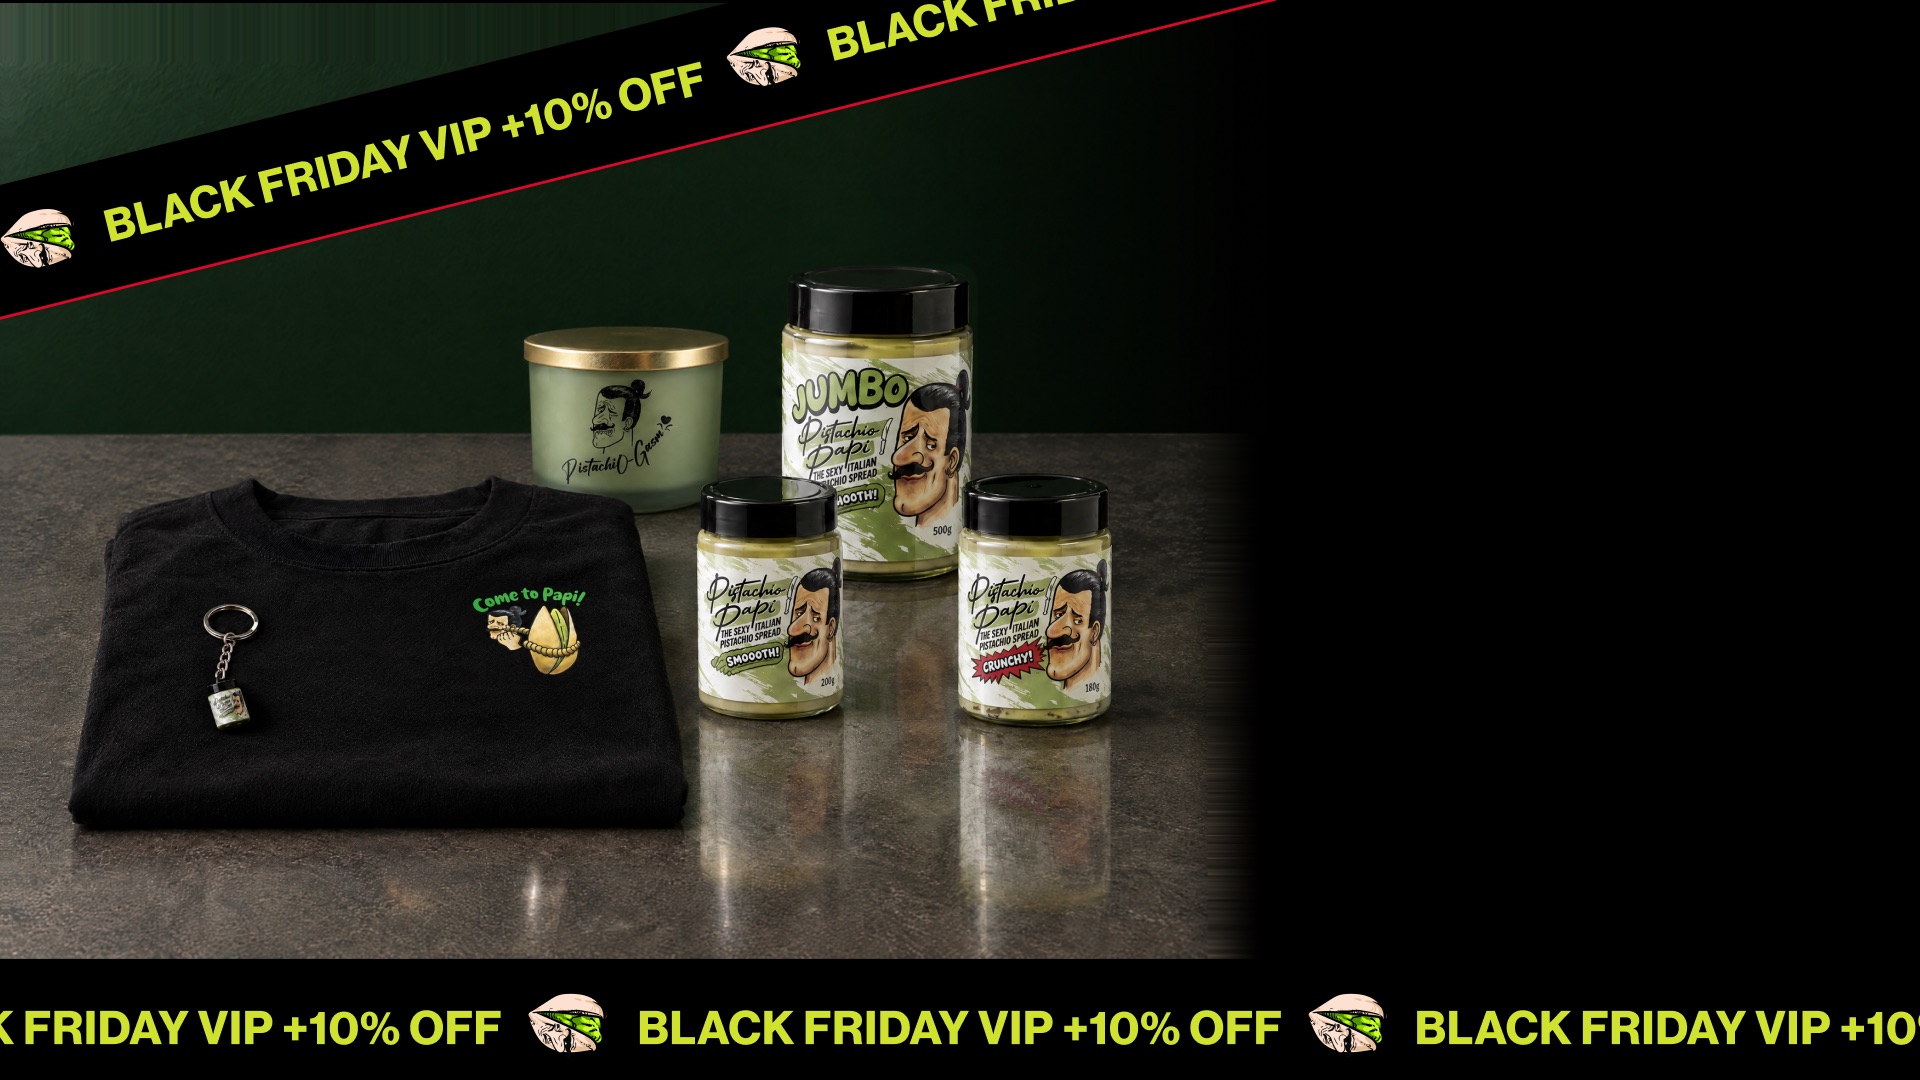 BLACK FRIDAY VIP +10% OFF
BLACK FRID
JUMBO
Pistachio
Papi
THE SEXY ITALIAN
PISTACHIO SPREAD
SMOOTH!
500g
PistachiO-Gasm
Come to Papi!
Pistachio
Papi
THE SEXY ITALIAN
PISTACHIO SPREAD
SMOOOTH!
200g
Pistachio
Papi
THE SEXY ITALIAN
PISTACHIO SPREAD
CRUNCHY!
180g
K FRIDAY VIP +10% OFF BLACK FRIDAY VIP +10% OFF BLACK FRIDAY VIP +10%